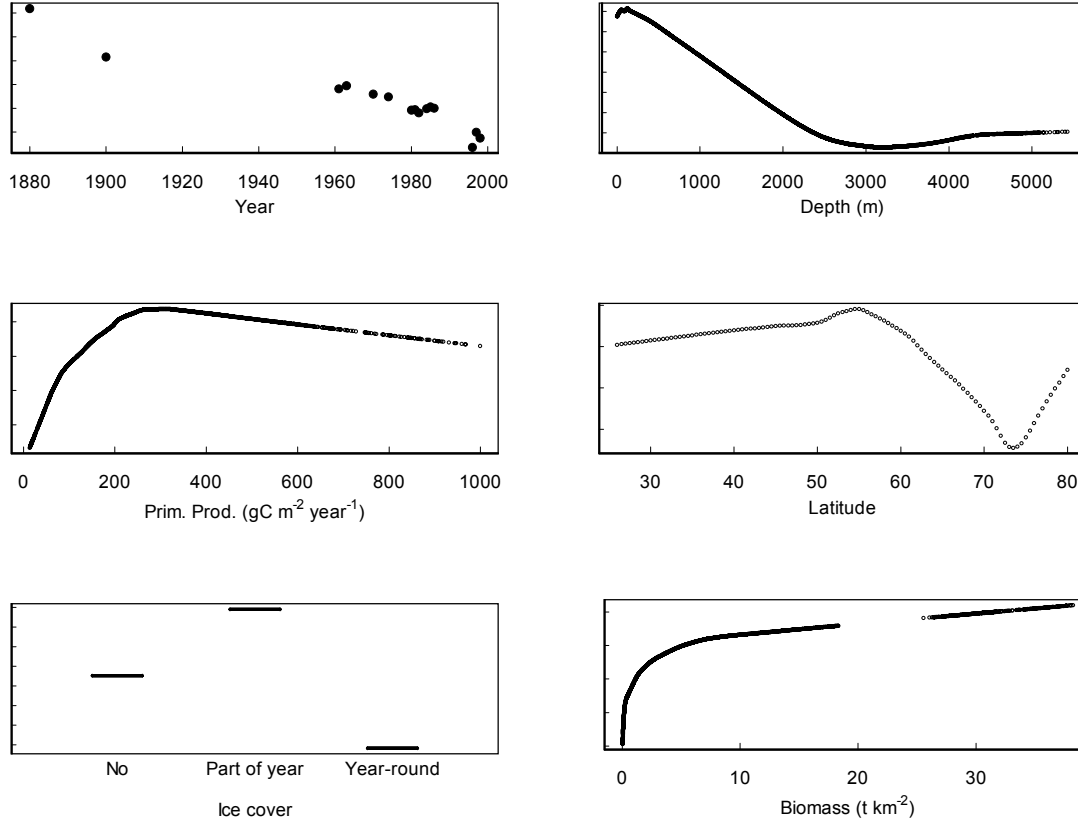 1880 1900 1920 1940 1960 1980 2000
Year
0 1000 2000 3000 4000 5000
Depth (m)
0 200 400 600 800 1000
Prim. Prod. (gC m⁻² year⁻¹)
30 40 50 60 70 80
Latitude
No Part of year Year-round
Ice cover
0 10 20 30
Biomass (t km⁻²)